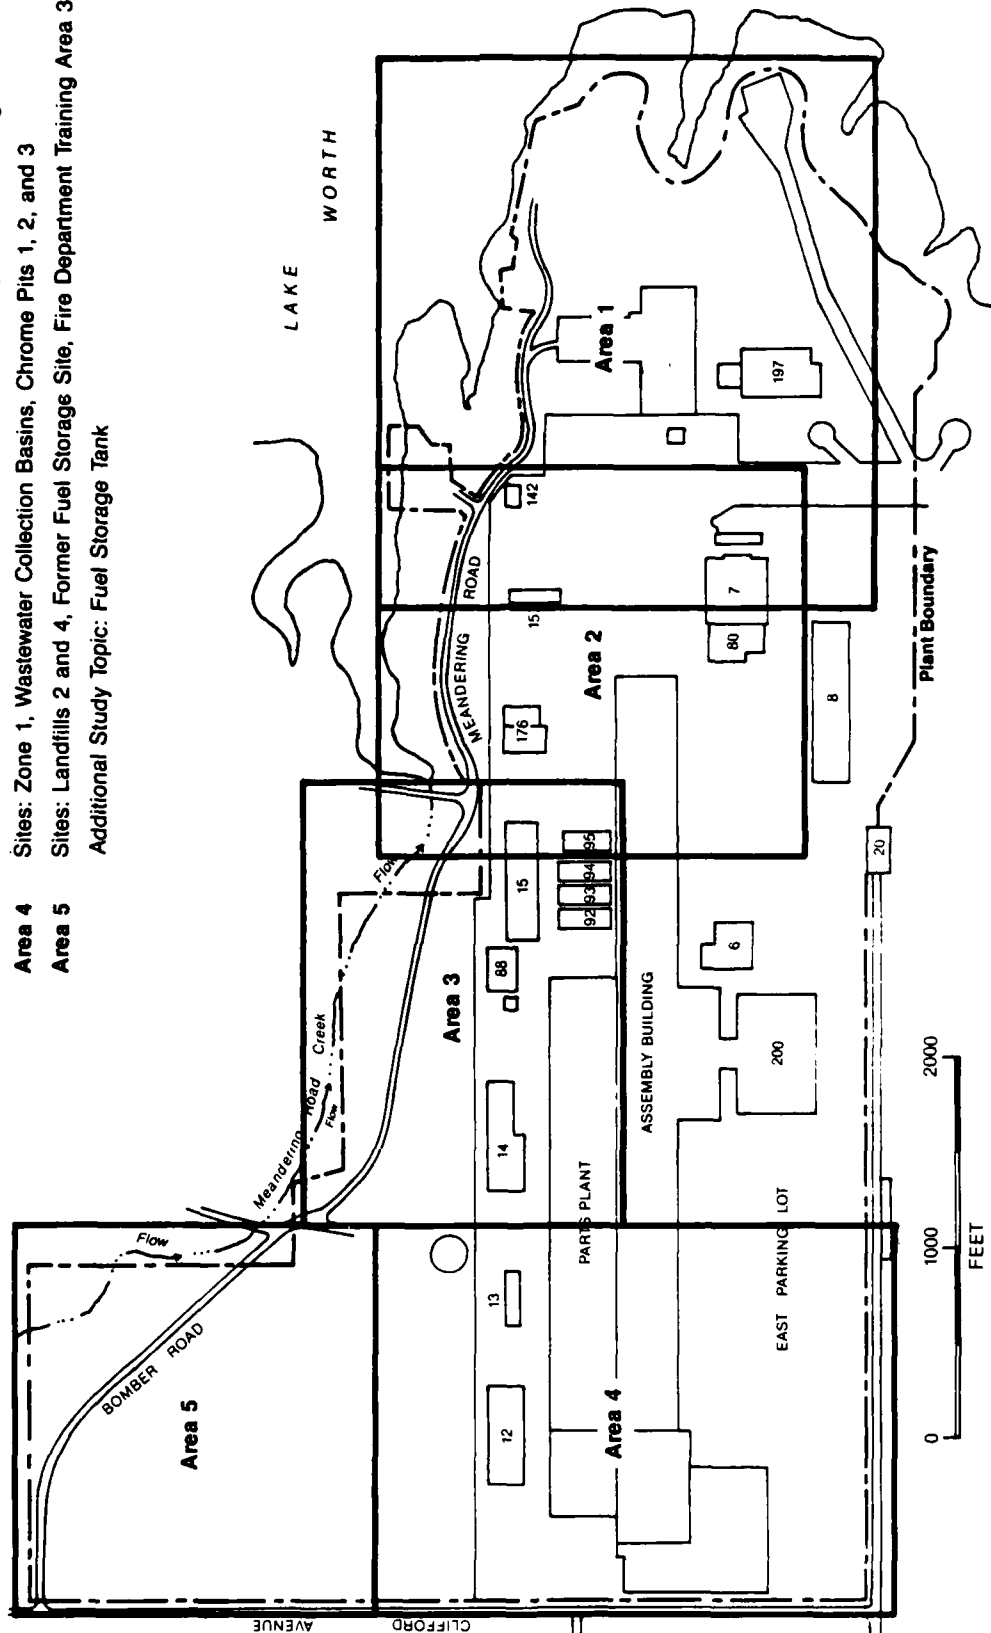 Area 4 Sites: Zone 1, Wastewater Collection Basins, Chrome Pits 1, 2, and 3
Area 5 Sites: Landfills 2 and 4, Former Fuel Storage Site, Fire Department Training Area 3
Additional Study Topic: Fuel Storage Tank
LAKE
WORTH
Flow
BOMBER ROAD
Area 5
Meandering Road Creek
Flow
Flow
MEANDERING
ROAD
142
15
176
Area 1
197
Area 2
7
80
8
Plant Boundary
Area 3
15
88
92
93
94
95
14
13
12
PARTS PLANT
ASSEMBLY BUILDING
6
200
20
Area 4
EAST PARKING LOT
CLIFFORD
AVENUE
0
1000
2000
FEET